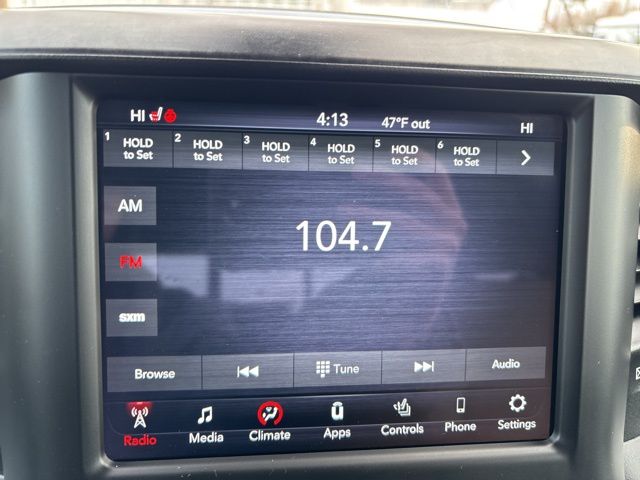 HI 4:13 47°F out HI
1 HOLD to Set 2 HOLD to Set 3 HOLD to Set 4 HOLD to Set 5 HOLD to Set 6 HOLD to Set
AM
104.7
FM
sxm
Browse Tune Audio
Radio Media Climate Apps Controls Phone Settings